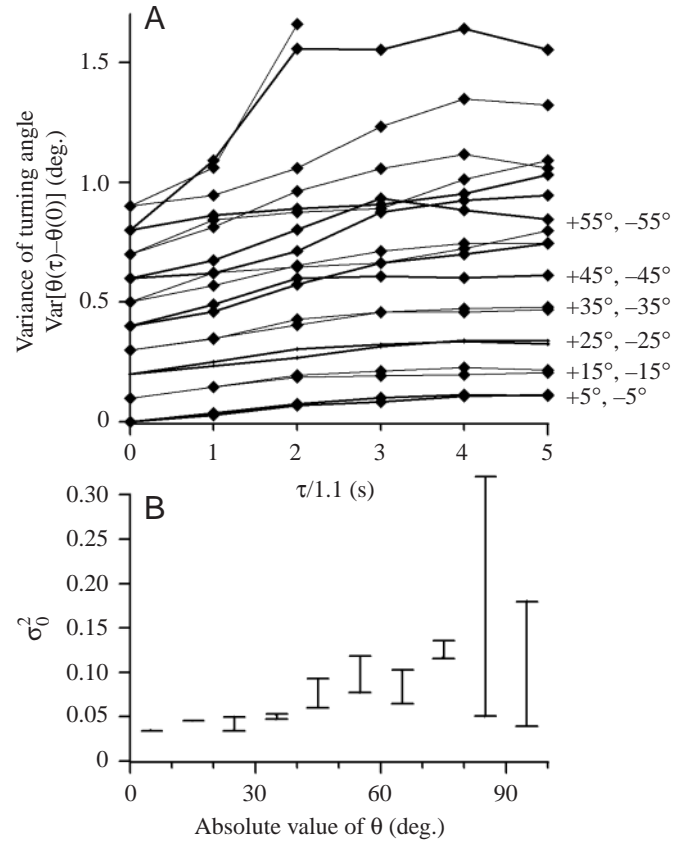 A
Variance of turning angle
Var[θ(τ)–θ(0)] (deg.)
1.5
1.0
0.5
0
+55°, –55°
+45°, –45°
+35°, –35°
+25°, –25°
+15°, –15°
+5°, –5°
0 1 2 3 4 5
τ/1.1 (s)
B
σ₀²
0.30
0.25
0.20
0.15
0.10
0.05
0
0 30 60 90
Absolute value of θ (deg.)